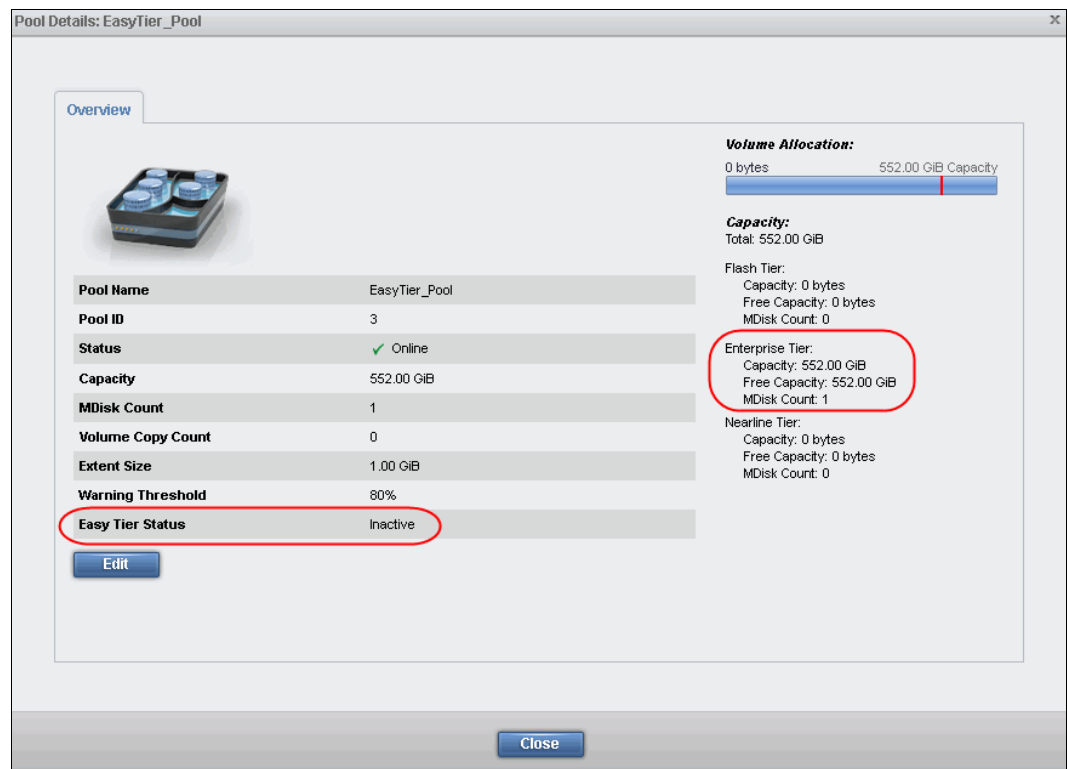 Pool Details: EasyTier_Pool
x
Overview
Pool Name EasyTier_Pool
Pool ID 3
Status Online
Capacity 552.00 GiB
MDisk Count 1
Volume Copy Count 0
Extent Size 1.00 GiB
Warning Threshold 80%
Easy Tier Status Inactive
Edit
Volume Allocation:
0 bytes 552.00 GiB Capacity
Capacity:
Total: 552.00 GiB
Flash Tier:
Capacity: 0 bytes
Free Capacity: 0 bytes
MDisk Count: 0
Enterprise Tier:
Capacity: 552.00 GiB
Free Capacity: 552.00 GiB
MDisk Count: 1
Nearline Tier:
Capacity: 0 bytes
Free Capacity: 0 bytes
MDisk Count: 0
Close